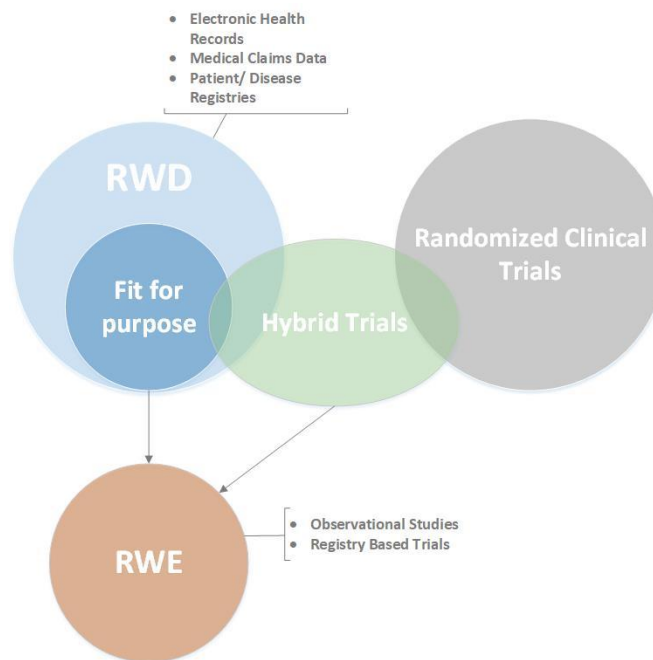 • Electronic Health
Records
• Medical Claims Data
• Patient/ Disease
Registries
RWD
Randomized Clinical
Trials
Fit for
purpose
Hybrid Trials
RWE
• Observational Studies
• Registry Based Trials